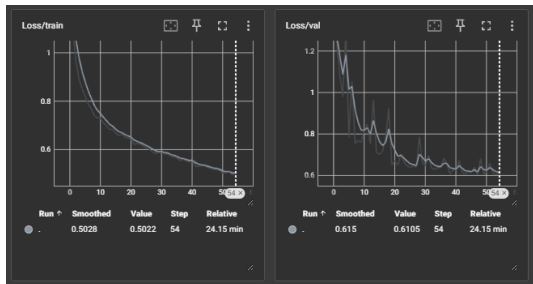 Loss/train
1
0.8
0.6
0 10 20 30 40 50 54 ×
Run ↑ Smoothed Value Step Relative
. 0.5028 0.5022 54 24.15 min
Loss/val
1.2
1
0.8
0.6
0 10 20 30 40 54 ×
Run ↑ Smoothed Value Step Relative
. 0.615 0.6105 54 24.15 min